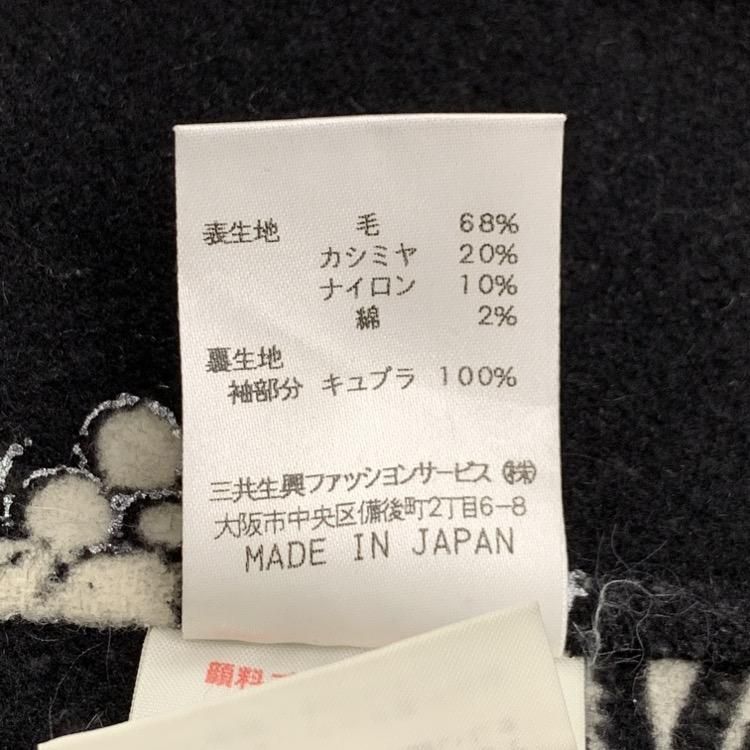 表生地 毛 68%
カシミヤ 20%
ナイロン 10%
綿 2%
裏生地
袖部分 キュプラ 100%
三共生興ファッションサービス ㈱
大阪市中央区備後町2丁目6-8
MADE IN JAPAN
顔料